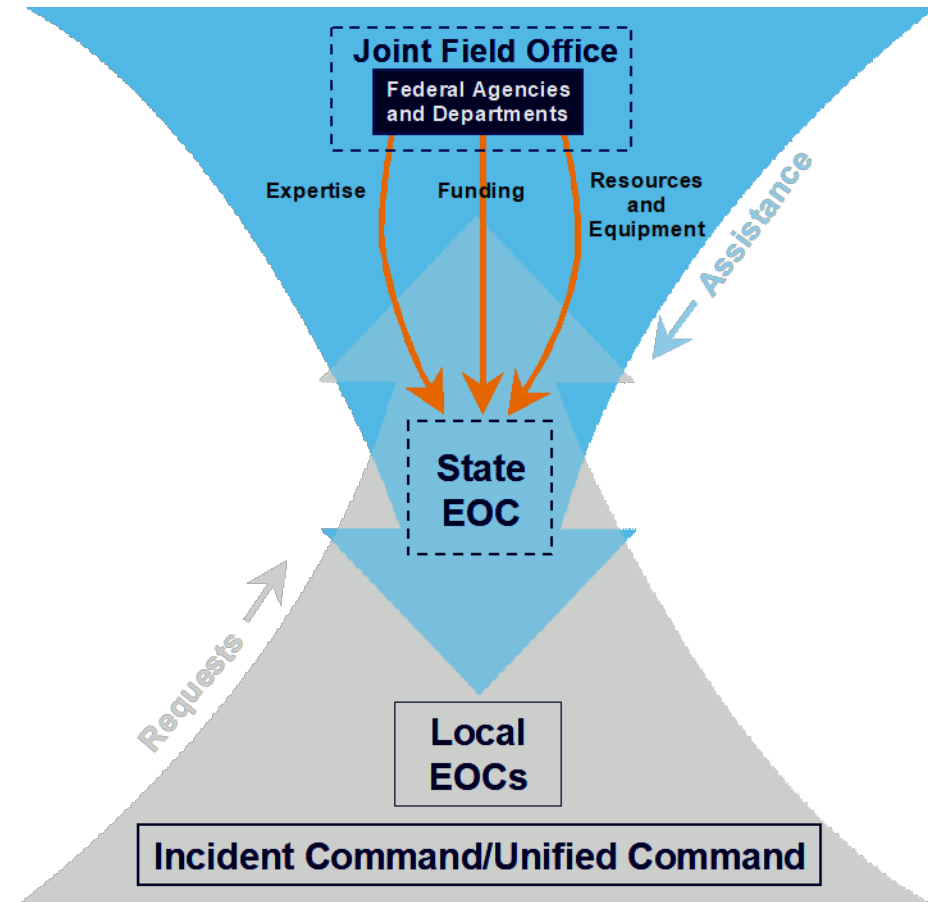 Joint Field Office
Federal Agencies
and Departments
Expertise
Funding
Resources
and
Equipment
Assistance
State
EOC
Requests
Local
EOCs
Incident Command/Unified Command